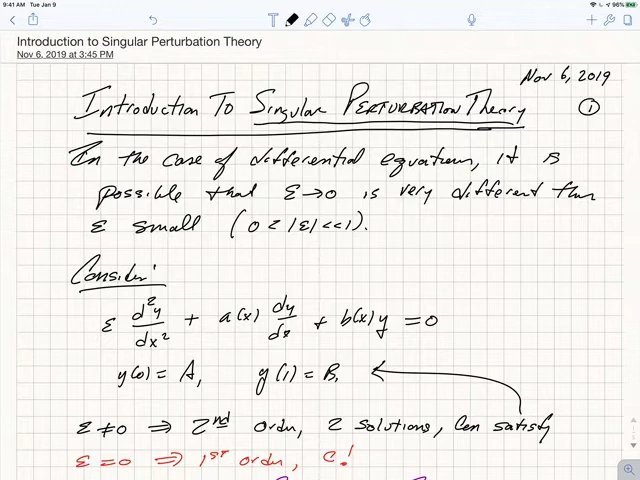 9:41 AM Tue Jan 9
96%
Introduction to Singular Perturbation Theory
Nov 6, 2019 at 3:45 PM
Nov 6, 2019
Introduction To Singular Perturbation Theory
①
In the case of differential equations, it is
possible that ε→0 is very different than
ε small (0 < |ε| << 1).
Consider:
ε d²y/dx² + a(x) dy/dx + b(x)y = 0
y(0) = A, y(1) = B,
ε ≠ 0 ⟹ 2nd order, 2 solutions, Can satisfy
ε = 0 ⟹ 1st order, C!